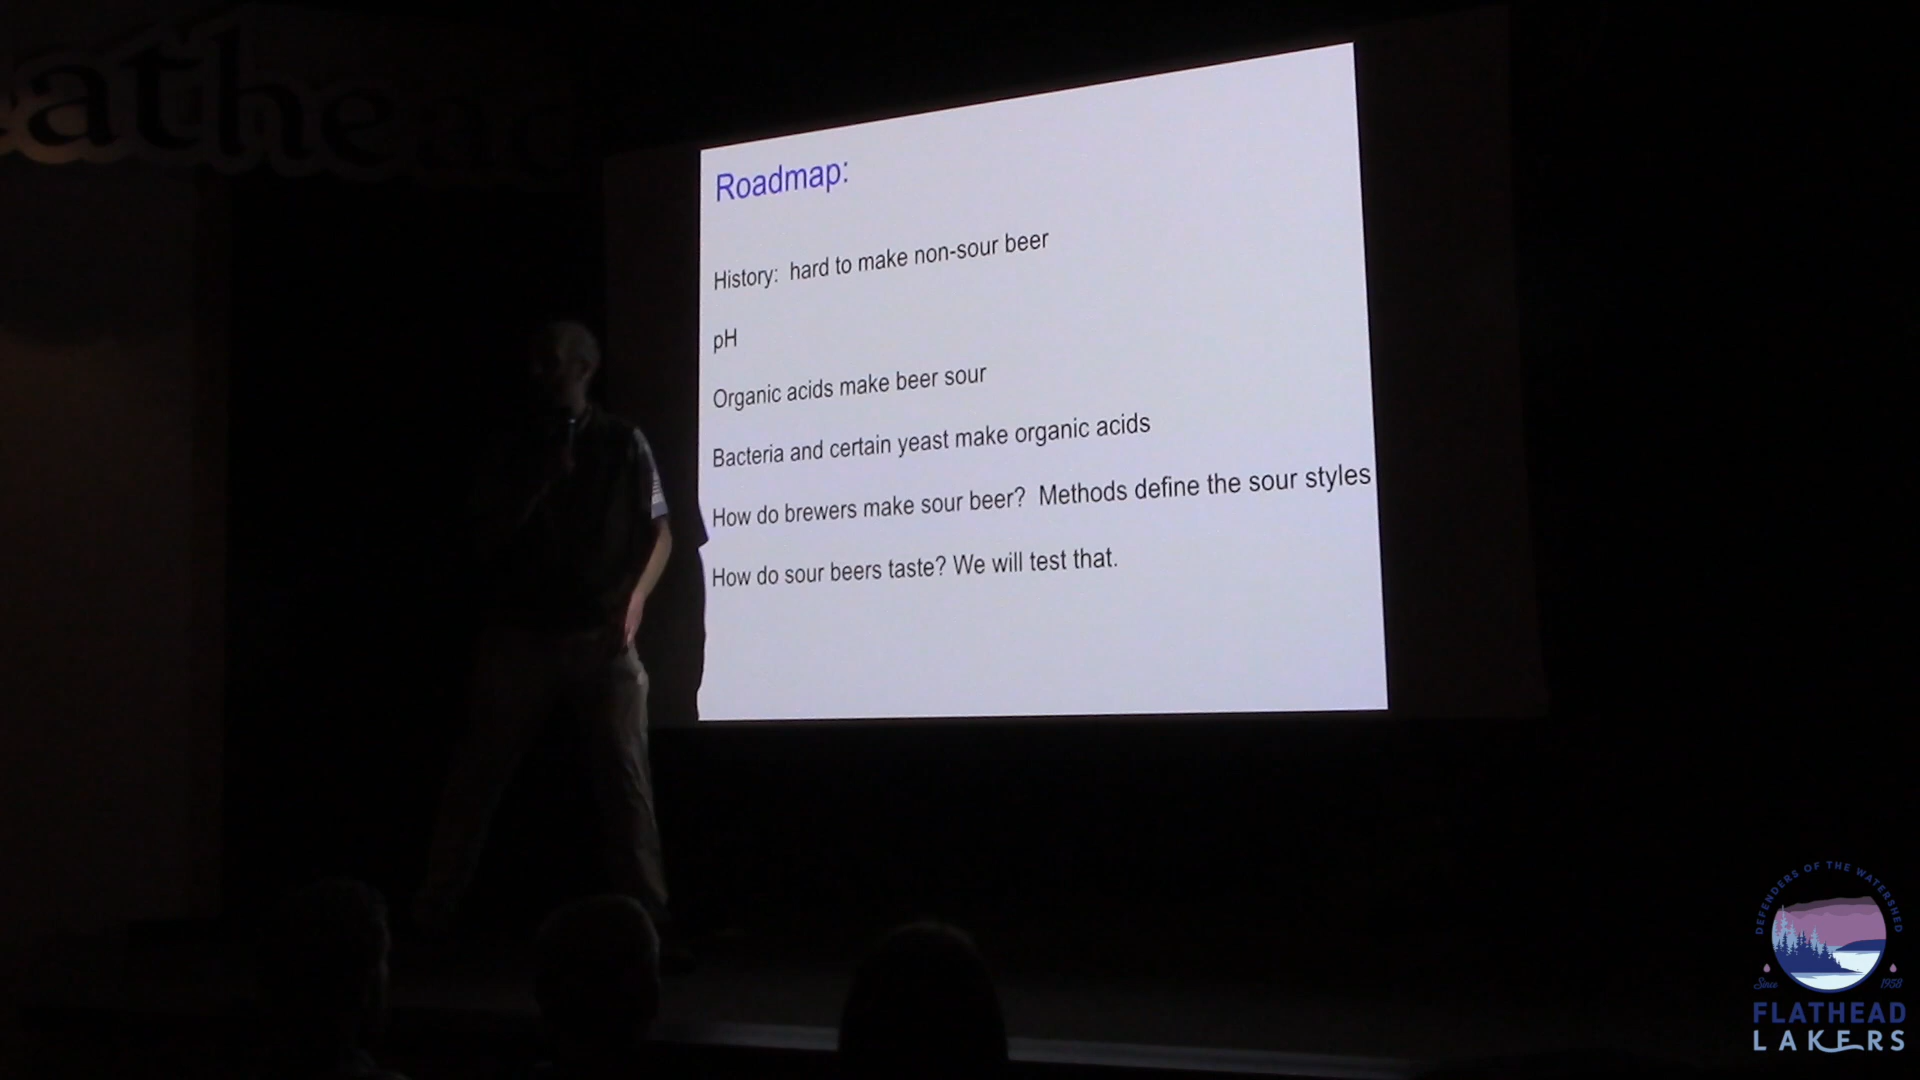 Roadmap:
History: hard to make non-sour beer
pH
Organic acids make beer sour
Bacteria and certain yeast make organic acids
How do brewers make sour beer? Methods define the sour styles
How do sour beers taste? We will test that.
DEFENDERS OF THE WATERSHED
Since 1958
FLATHEAD
LAKERS